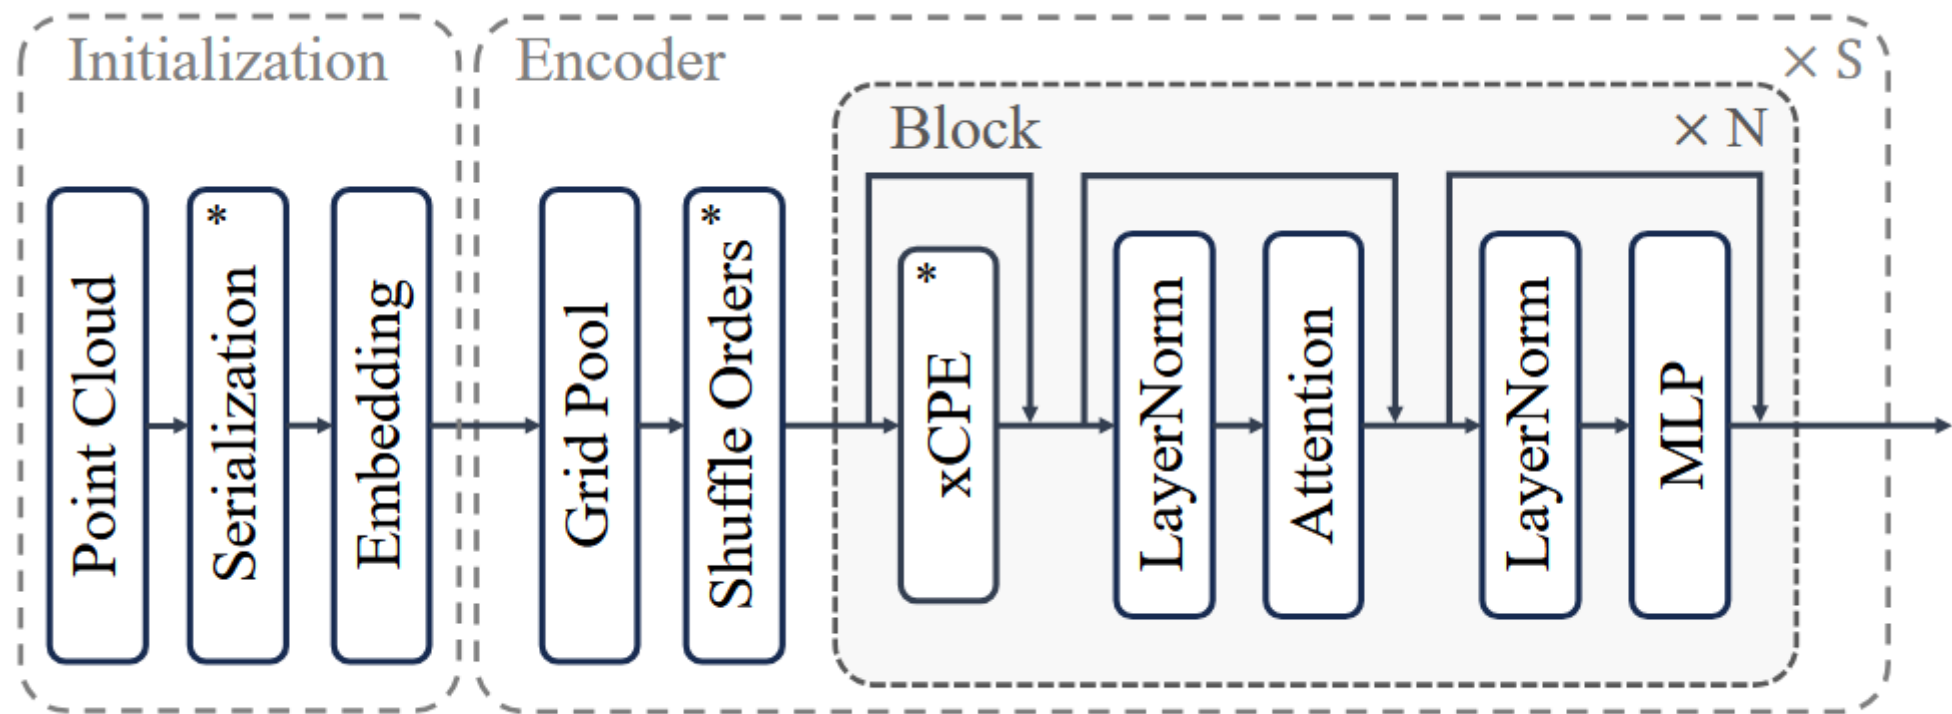 Initialization
Encoder
× S
Block
× N
Point Cloud
* Serialization
Embedding
Grid Pool
* Shuffle Orders
* xCPE
LayerNorm
Attention
LayerNorm
MLP